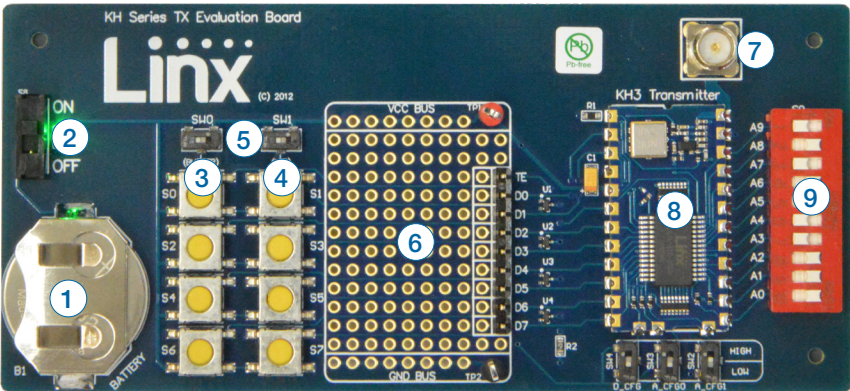 KH Series TX Evaluation Board
Linx
(C) 2012
Pb
Pb-free
7
ON
2
OFF
SW0
5
SW1
VCC BUS
TP1
R1
KH3 Transmitter
A9
A8
A7
A6
A5
A4
A3
A2
A1
A0
9
C1
8
Linx
3
4
S0
S1
S2
S3
S4
S5
S6
S7
6
TE
D0
D1
D2
D3
D4
D5
D6
D7
U1
U2
U3
U4
R2
1
B1
BATTERY
GND BUS
TP2
SW4
SW3
SW2
HIGH
LOW
D_CFG
A_CFG0
A_CFG1